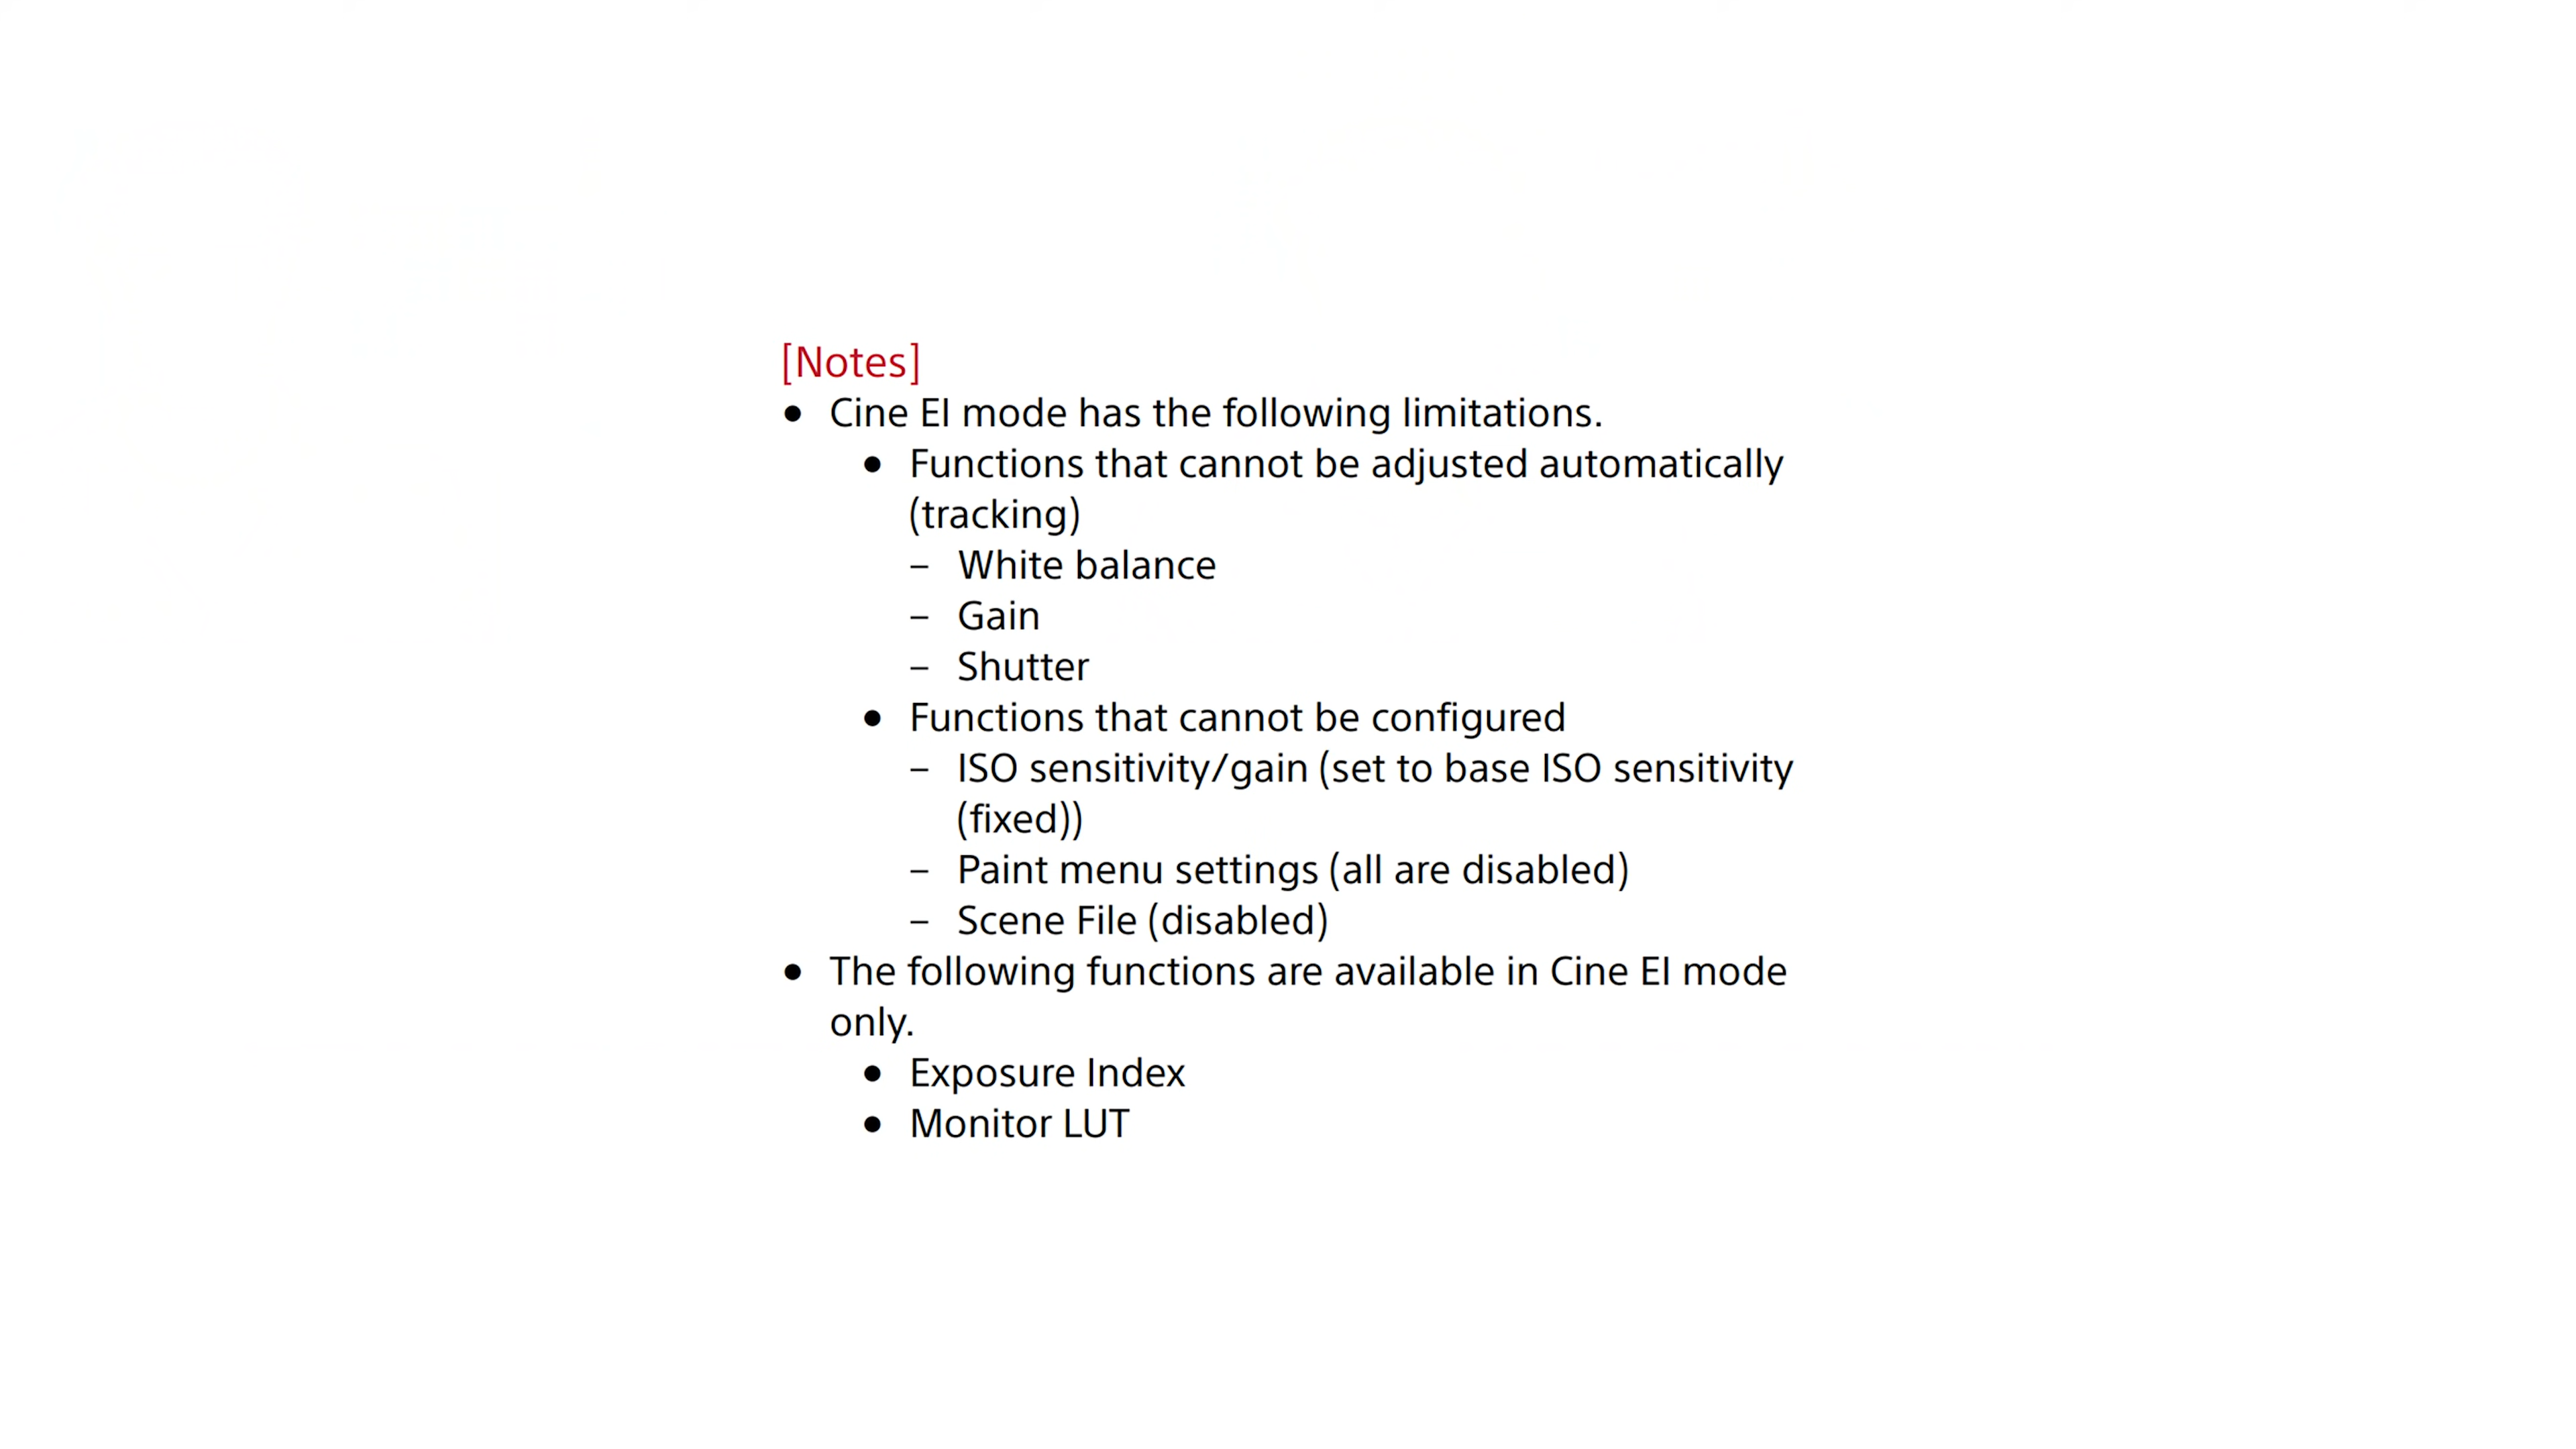 [Notes]
● Cine EI mode has the following limitations.
● Functions that cannot be adjusted automatically
(tracking)
– White balance
– Gain
– Shutter
● Functions that cannot be configured
– ISO sensitivity/gain (set to base ISO sensitivity
(fixed))
– Paint menu settings (all are disabled)
– Scene File (disabled)
● The following functions are available in Cine EI mode
only.
● Exposure Index
● Monitor LUT